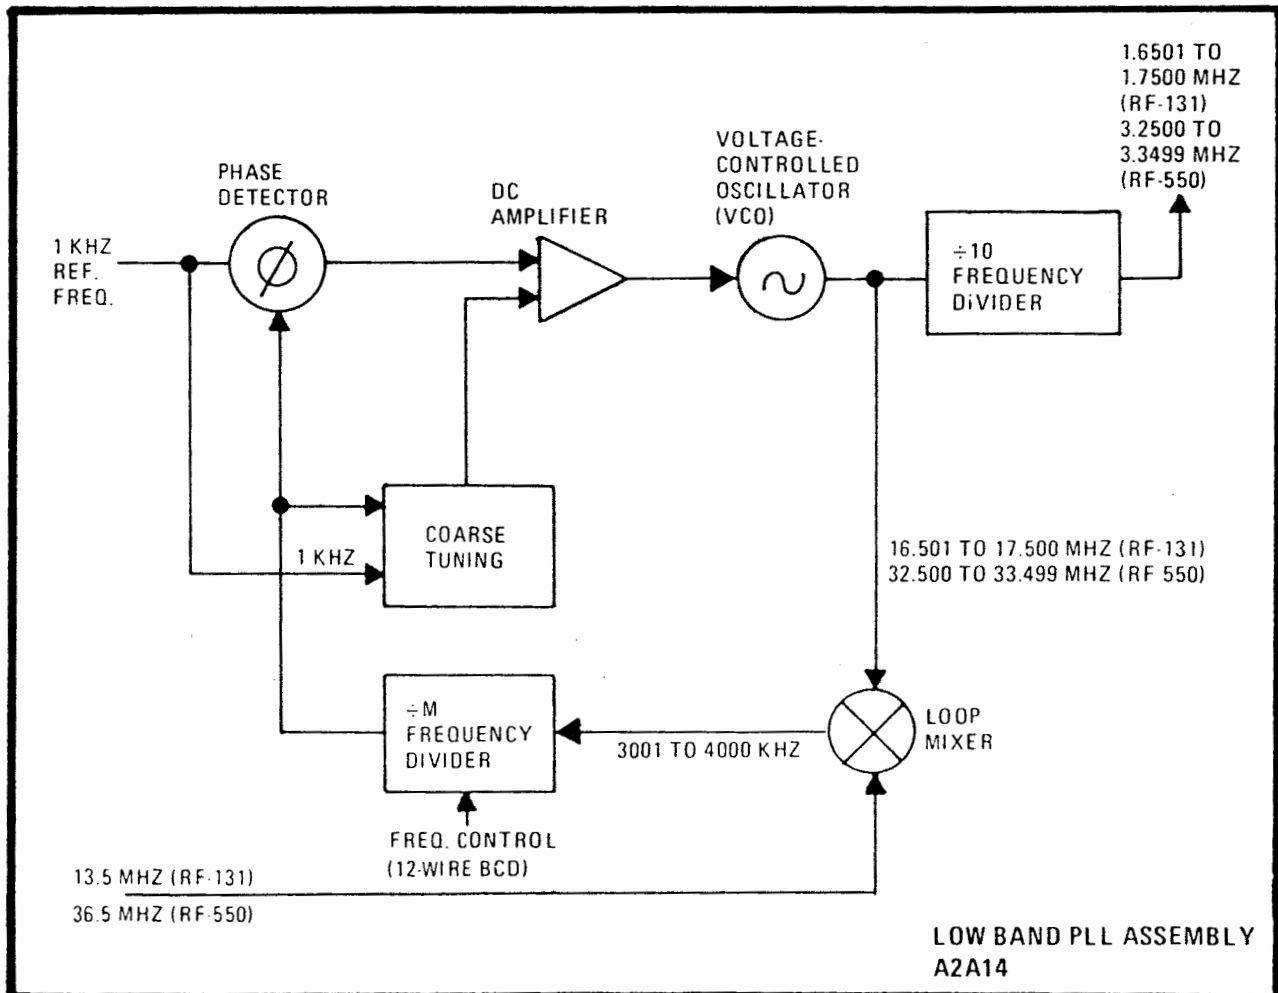 1.6501 TO
1.7500 MHZ
(RF-131)
3.2500 TO
3.3499 MHZ
(RF-550)
VOLTAGE-
CONTROLLED
OSCILLATOR
(VCO)
PHASE
DETECTOR
DC
AMPLIFIER
1 KHZ
REF.
FREQ.
÷10
FREQUENCY
DiVIDER
COARSE
TUNING
1 KHZ
16.501 TO 17.500 MHZ (RF-131)
32.500 TO 33.499 MHZ (RF 550)
÷M
FREQUENCY
DIVIDER
3001 TO 4000 KHZ
LOOP
MIXER
FREQ. CONTROL
(12-WIRE BCD)
13.5 MHZ (RF-131)
36.5 MHZ (RF-550)
LOW BAND PLL ASSEMBLY
A2A14